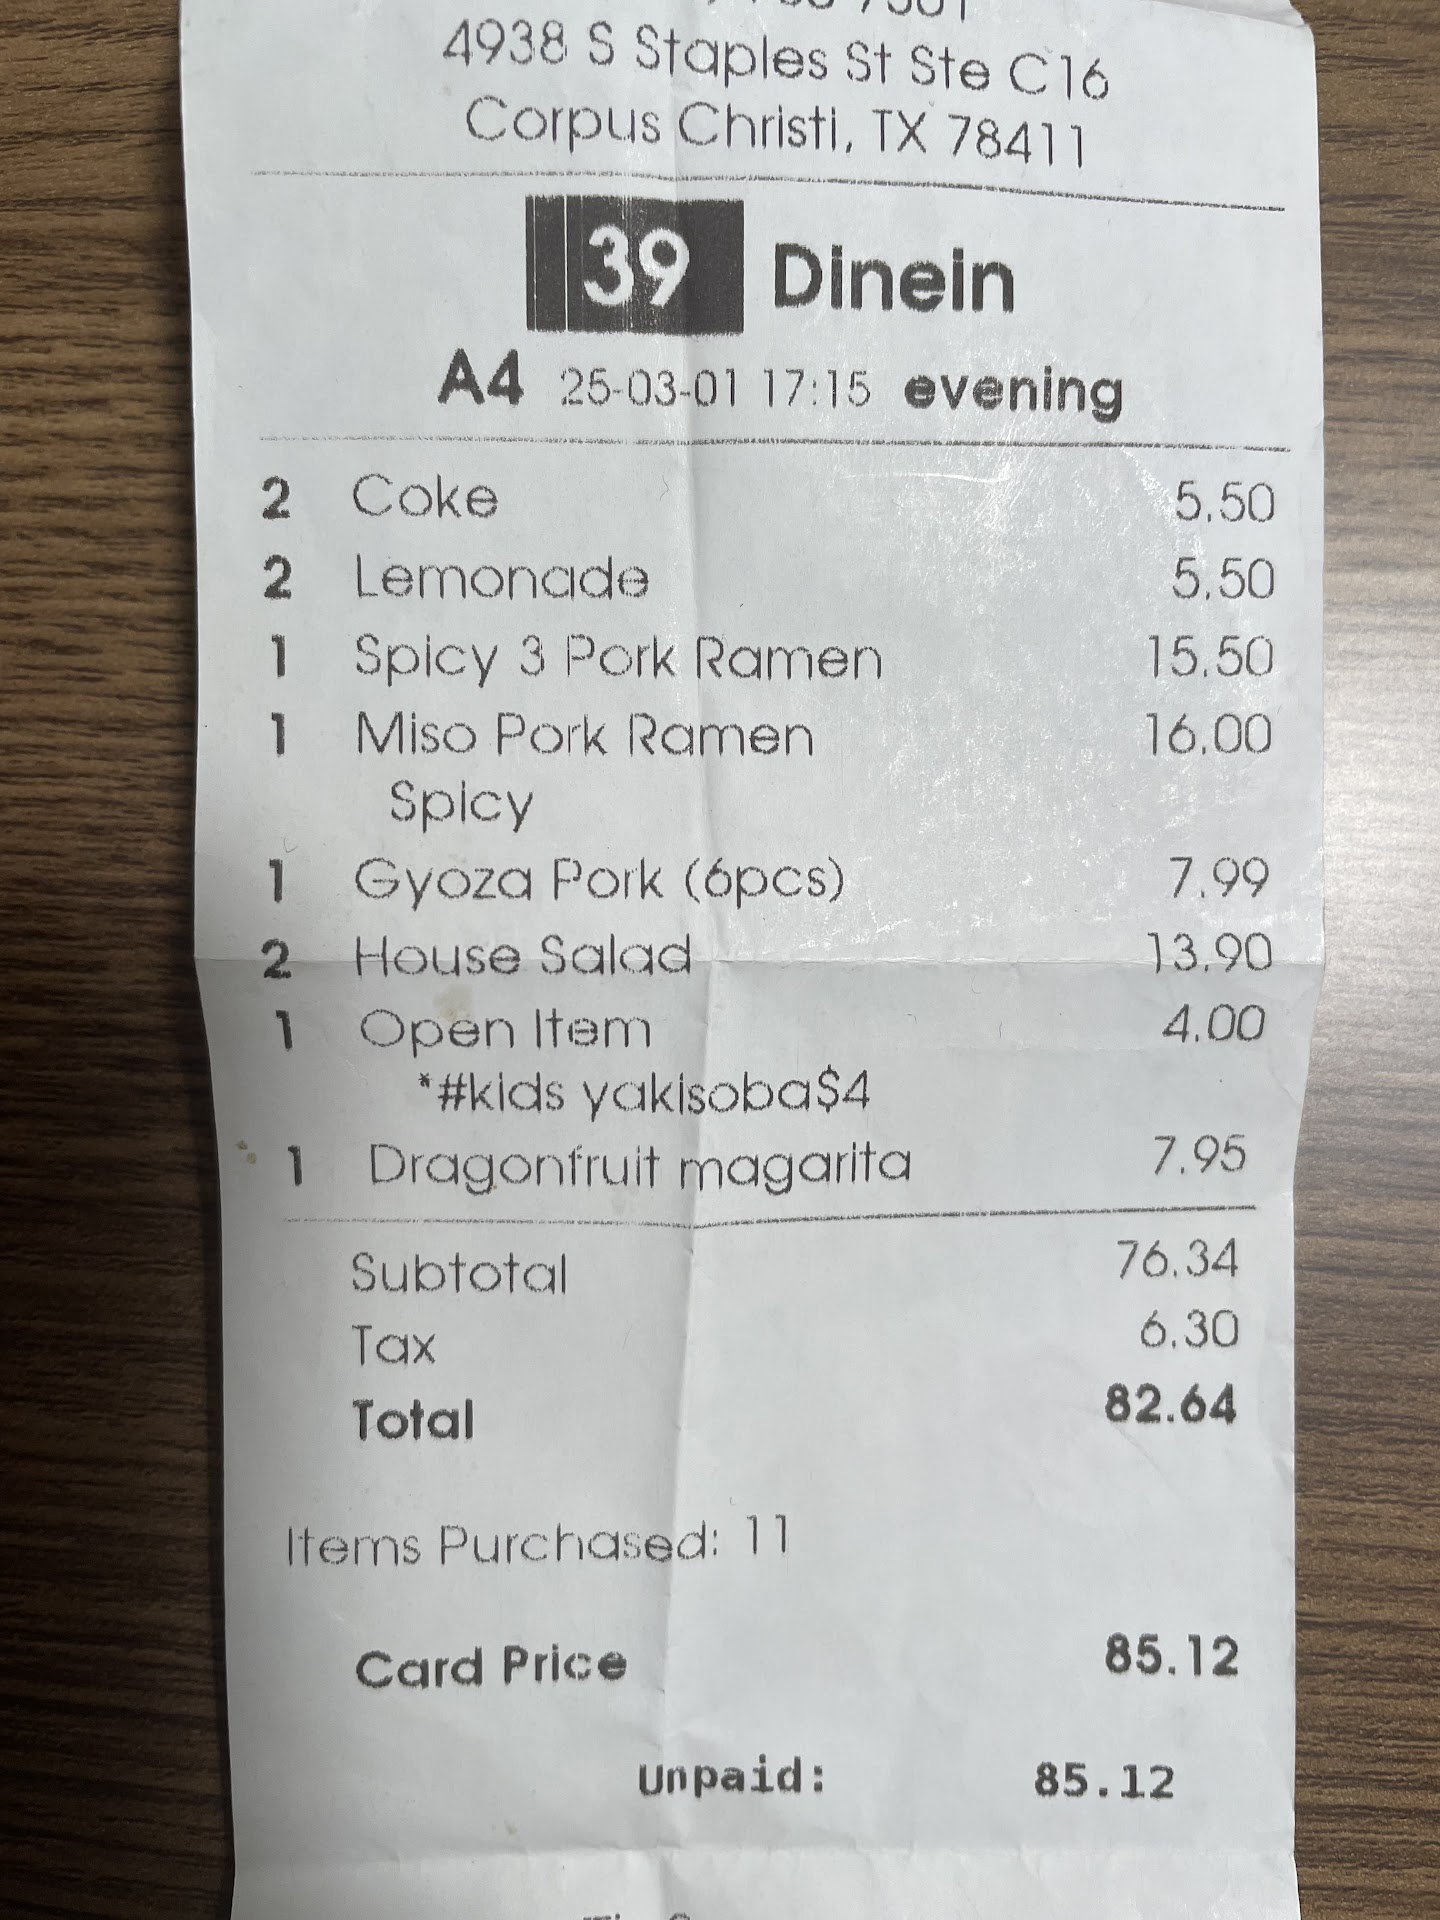 4938 S Staples St Ste C16
Corpus Christi, TX 78411
39 Dinein
A4 25-03-01 17:15 evening
2 Coke 5.50
2 Lemonade 5.50
1 Spicy 3 Pork Ramen 15.50
1 Miso Pork Ramen 16.00
Spicy
1 Gyoza Pork (6pcs) 7.99
2 House Salad 13.90
1 Open Item 4.00
*#kids yakisoba$4
1 Dragonfruit magarita 7.95
Subtotal 76.34
Tax 6.30
Total 82.64
Items Purchased: 11
Card Price 85.12
Unpaid: 85.12